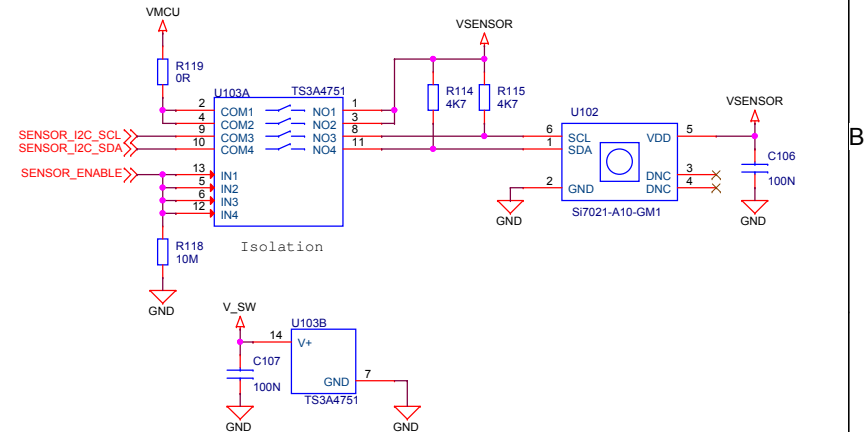 VMCU
VSENSOR
R119
0R
R114
4K7
R115
4K7
U103A
TS3A4751
2
COM1
NO1
1
4
COM2
NO2
3
SENSOR_I2C_SCL
9
COM3
NO3
8
SENSOR_I2C_SDA
10
COM4
NO4
11
SENSOR_ENABLE
13
IN1
5
IN2
6
IN3
12
IN4
R118
10M
Isolation
GND
U102
6
SCL
VDD
5
1
SDA
DNC
3
2
GND
DNC
4
Si7021-A10-GM1
GND
VSENSOR
C106
100N
GND
B
V_SW
U103B
14
V+
C107
100N
GND
7
TS3A4751
GND
GND